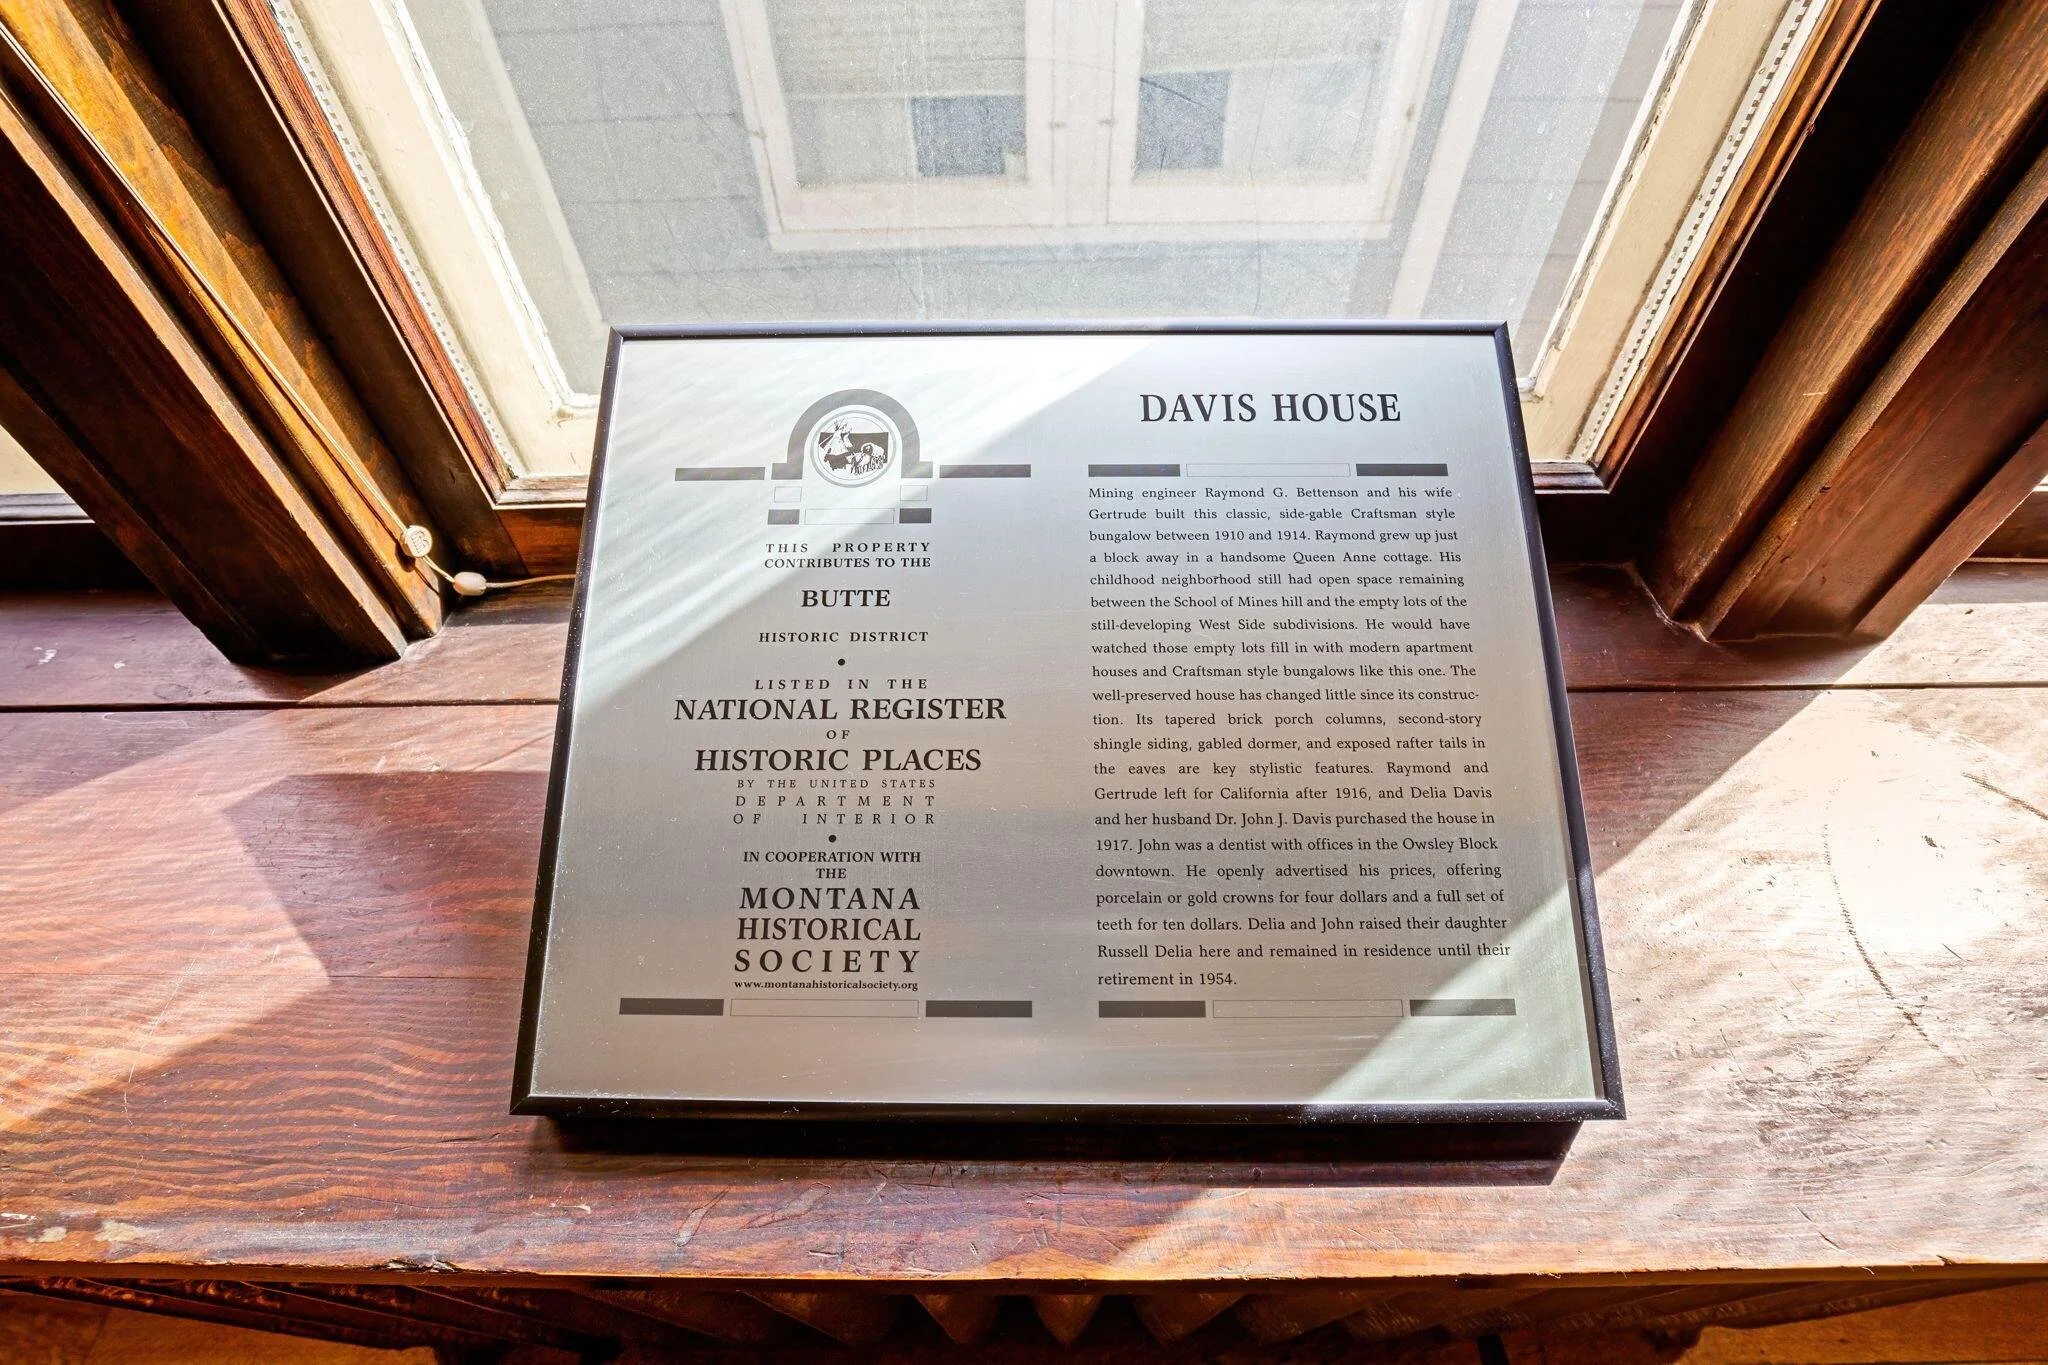 THIS PROPERTY
CONTRIBUTES TO THE
BUTTE
HISTORIC DISTRICT
•
LISTED IN THE
NATIONAL REGISTER
OF
HISTORIC PLACES
BY THE UNITED STATES
DEPARTMENT
OF INTERIOR
•
IN COOPERATION WITH
THE
MONTANA
HISTORICAL
SOCIETY
www.montanahistoricalsociety.org
DAVIS HOUSE
Mining engineer Raymond G. Bettenson and his wife
Gertrude built this classic, side-gable Craftsman style
bungalow between 1910 and 1914. Raymond grew up just
a block away in a handsome Queen Anne cottage. His
childhood neighborhood still had open space remaining
between the School of Mines hill and the empty lots of the
still-developing West Side subdivisions. He would have
watched those empty lots fill in with modern apartment
houses and Craftsman style bungalows like this one. The
well-preserved house has changed little since its construc-
tion. Its tapered brick porch columns, second-story
shingle siding, gabled dormer, and exposed rafter tails in
the eaves are key stylistic features. Raymond and
Gertrude left for California after 1916, and Delia Davis
and her husband Dr. John J. Davis purchased the house in
1917. John was a dentist with offices in the Owsley Block
downtown. He openly advertised his prices, offering
porcelain or gold crowns for four dollars and a full set of
teeth for ten dollars. Delia and John raised their daughter
Russell Delia here and remained in residence until their
retirement in 1954.